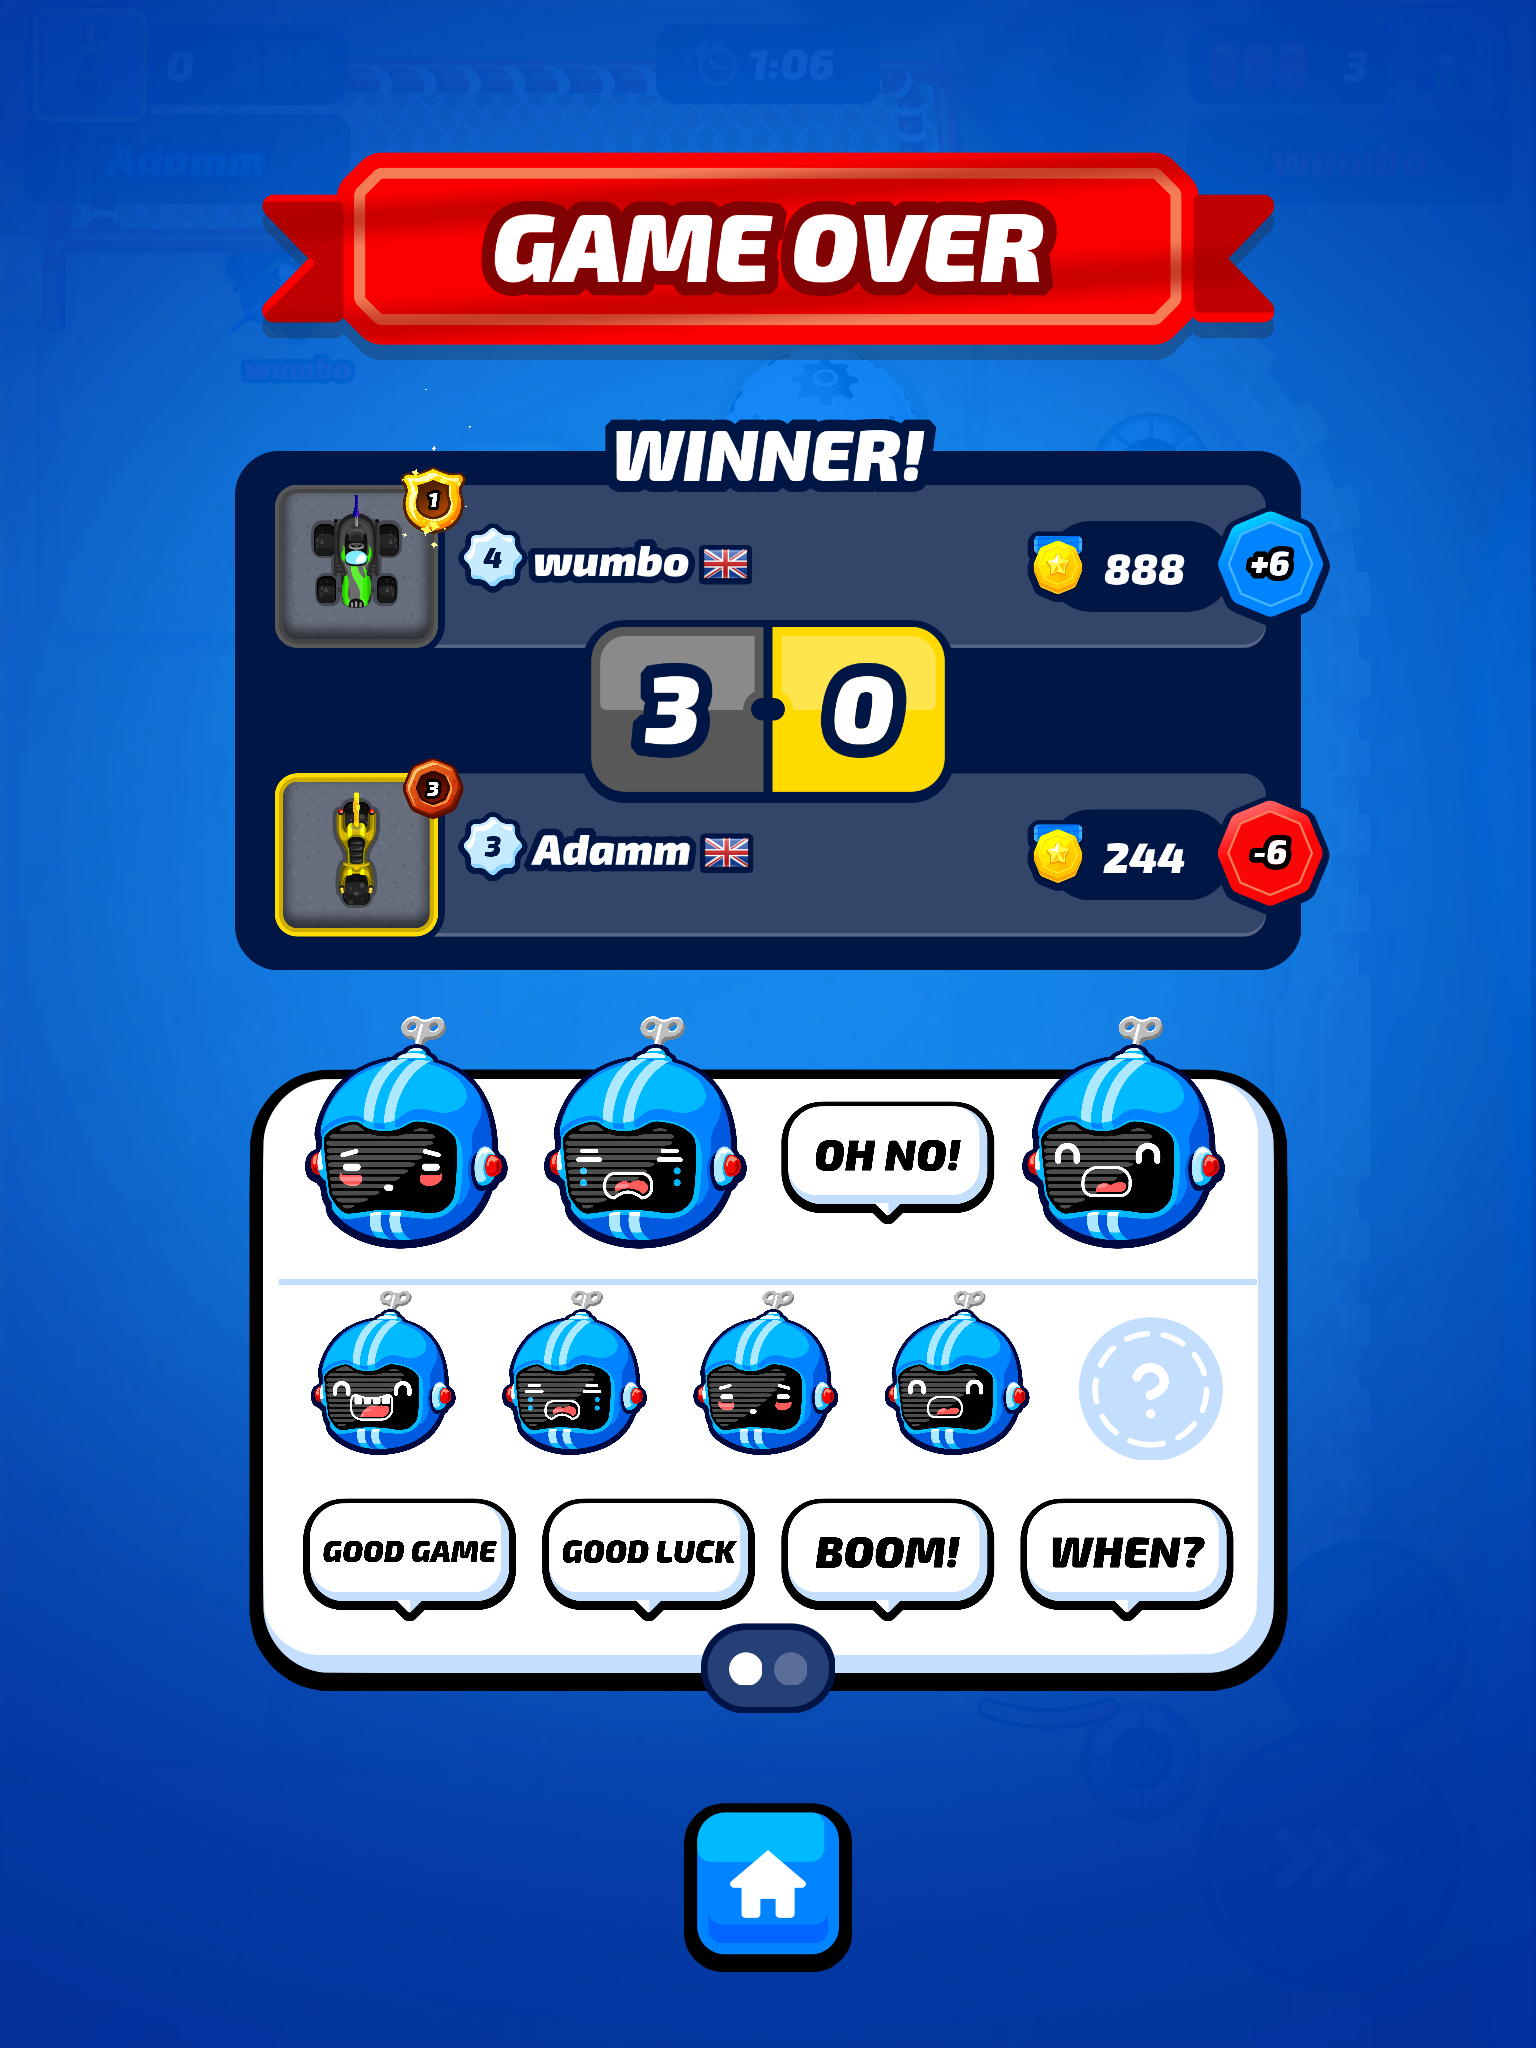 0
1:06
3
Adamm
wumbo
GAME OVER
wumbo
WINNER!
1
4 wumbo
888
+6
3 0
3
3 Adamm
244
-6
OH NO!
?
GOOD GAME
GOOD LUCK
BOOM!
WHEN?